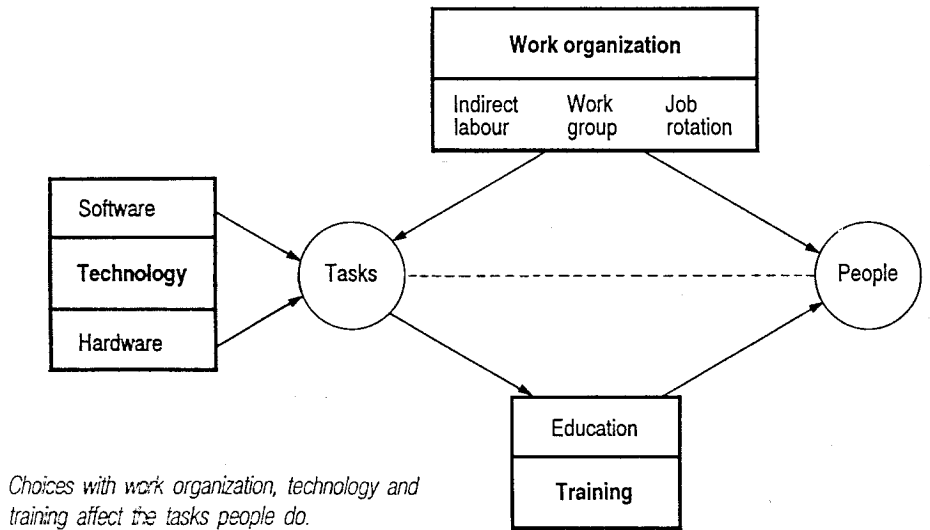 Work organization
Indirect labour
Work group
Job rotation
Software
Technology
Hardware
Tasks
People
Education
Training
Choices with work organization, technology and
training affect the tasks people do.